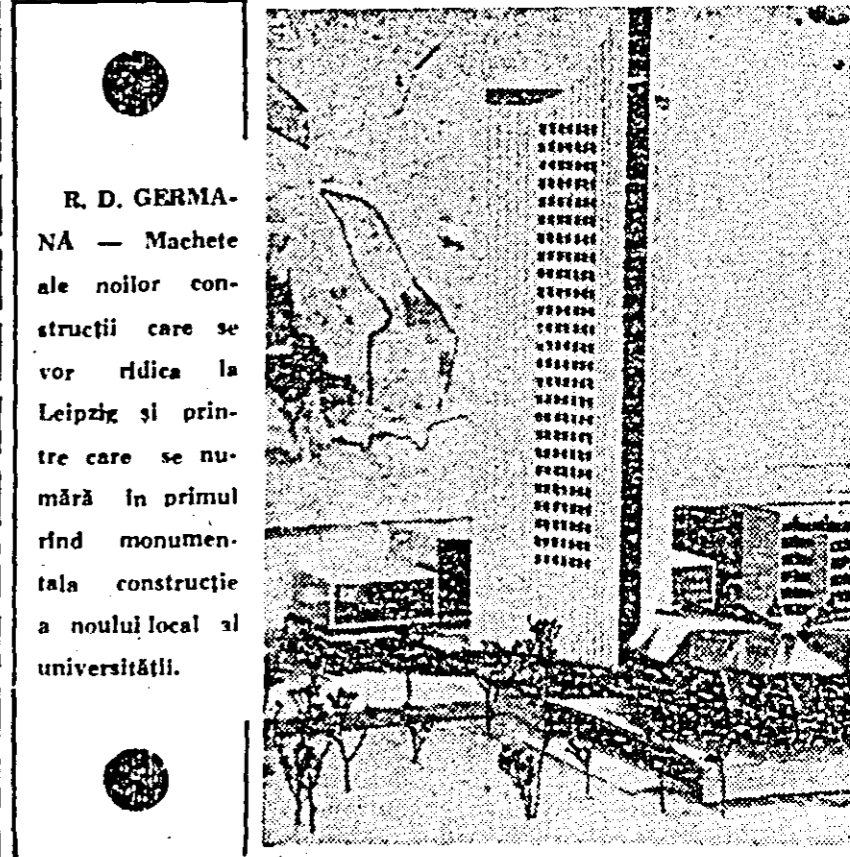 R. D. GERMA-
NĂ — Machete
ale noilor con-
strucții care se
vor ridica la
Leipzig și prin-
tre care se nu-
mără în primul
rînd monumen-
tala construcție
a noului local al
universității.